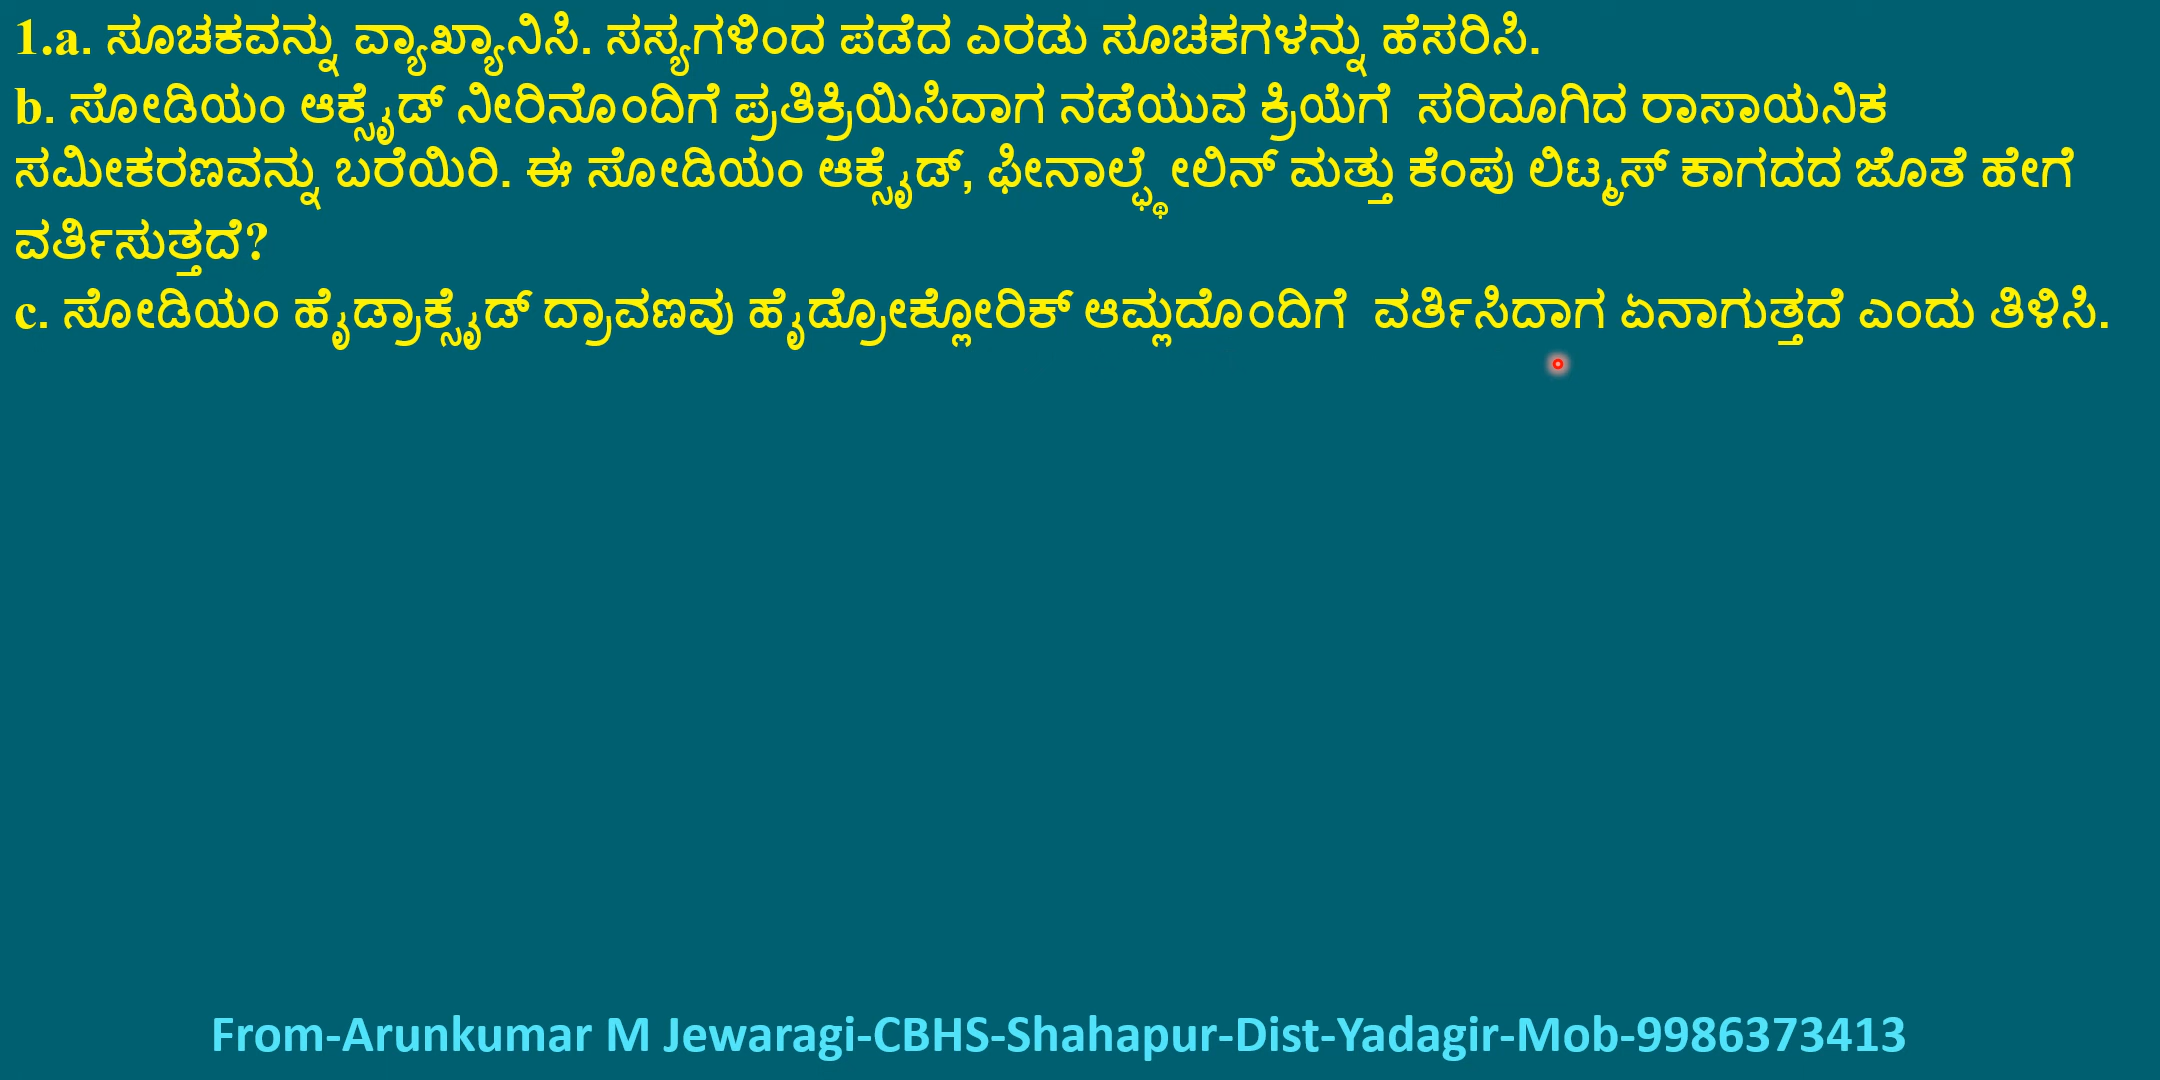 1.a. ಸೂಚಕವನ್ನು ವ್ಯಾಖ್ಯಾನಿಸಿ. ಸಸ್ಯಗಳಿಂದ ಪಡೆದ ಎರಡು ಸೂಚಕಗಳನ್ನು ಹೆಸರಿಸಿ.
b. ಸೋಡಿಯಂ ಆಕ್ಸೈಡ್ ನೀರಿನೊಂದಿಗೆ ಪ್ರತಿಕ್ರಿಯಿಸಿದಾಗ ನಡೆಯುವ ಕ್ರಿಯೆಗೆ ಸರಿದೂಗಿದ ರಾಸಾಯನಿಕ
ಸಮೀಕರಣವನ್ನು ಬರೆಯಿರಿ. ಈ ಸೋಡಿಯಂ ಆಕ್ಸೈಡ್, ಫೀನಾಲ್ಫ್ಥೇಲಿನ್ ಮತ್ತು ಕೆಂಪು ಲಿಟ್ಮಸ್ ಕಾಗದದ ಜೊತೆ ಹೇಗೆ
ವರ್ತಿಸುತ್ತದೆ?
c. ಸೋಡಿಯಂ ಹೈಡ್ರಾಕ್ಸೈಡ್ ದ್ರಾವಣವು ಹೈಡ್ರೋಕ್ಲೋರಿಕ್ ಆಮ್ಲದೊಂದಿಗೆ ವರ್ತಿಸಿದಾಗ ಏನಾಗುತ್ತದೆ ಎಂದು ತಿಳಿಸಿ.
From-Arunkumar M Jewaragi-CBHS-Shahapur-Dist-Yadagir-Mob-9986373413